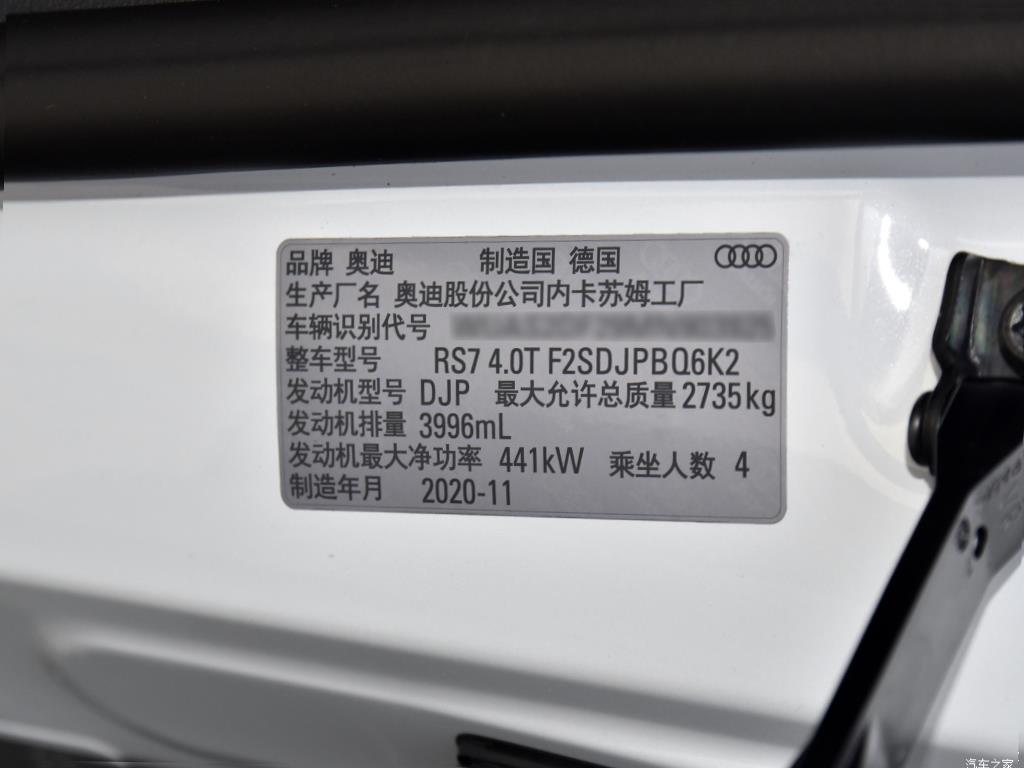 品牌 奥迪 制造国 德国
生产厂名 奥迪股份公司内卡苏姆工厂
车辆识别代号
整车型号 RS7 4.0T F2SDJPBQ6K2
发动机型号 DJP 最大允许总质量 2735kg
发动机排量 3996mL
发动机最大净功率 441kW 乘坐人数 4
制造年月 2020-11
汽车之家